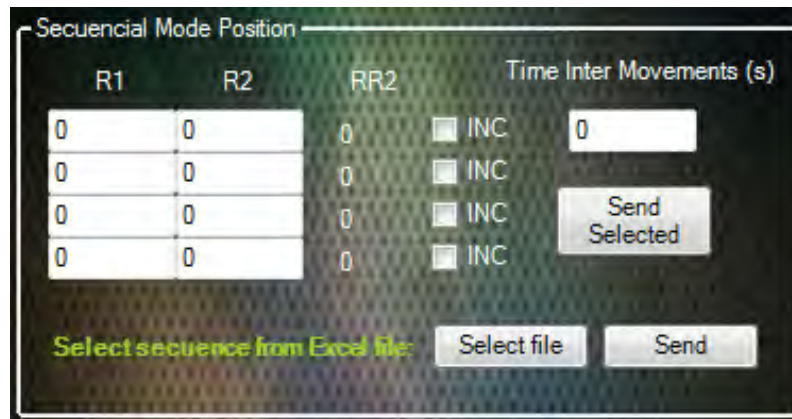 Secuencial Mode Position
R1 R2 RR2 Time Inter Movements (s)
0 0 0 INC 0
0 0 0 INC
0 0 0 INC Send Selected
0 0 0 INC
Select secuence from Excel file: Select file Send